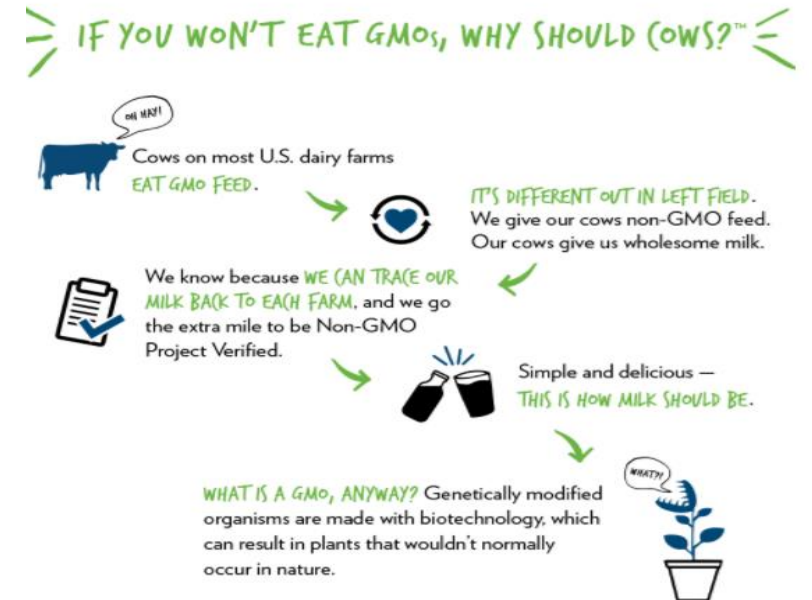 IF YOU WON'T EAT GMOs, WHY SHOULD COWS?™
OH HAY!
Cows on most U.S. dairy farms
EAT GMO FEED.
IT'S DIFFERENT OUT IN LEFT FIELD.
We give our cows non-GMO feed.
Our cows give us wholesome milk.
We know because WE CAN TRACE OUR
MILK BACK TO EACH FARM, and we go
the extra mile to be Non-GMO
Project Verified.
Simple and delicious —
THIS IS HOW MILK SHOULD BE.
WHAT?!
WHAT IS A GMO, ANYWAY? Genetically modified
organisms are made with biotechnology, which
can result in plants that wouldn't normally
occur in nature.